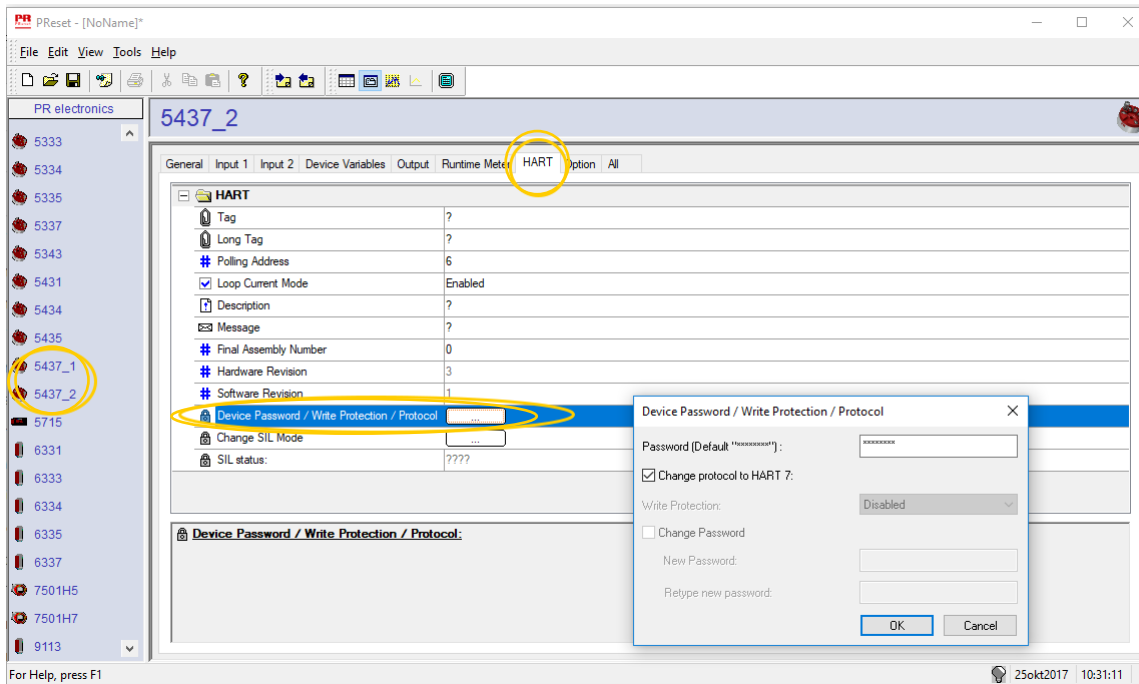 PR PReset - [NoName]*
File Edit View Tools Help
PR electronics
5333
5334
5335
5337
5343
5431
5434
5435
5437_1
5437_2
5715
6331
6333
6334
6335
6337
7501H5
7501H7
9113
5437_2
General Input 1 Input 2 Device Variables Output Runtime Meter HART Option All
HART
Tag ?
Long Tag ?
# Polling Address 6
Loop Current Mode Enabled
Description ?
Message ?
# Final Assembly Number 0
# Hardware Revision 3
# Software Revision 1
Device Password / Write Protection / Protocol ...
Change SIL Mode ...
SIL status: ????
Device Password / Write Protection / Protocol:
Device Password / Write Protection / Protocol
Password (Default "********") : ********
Change protocol to HART 7:
Write Protection: Disabled
Change Password
New Password:
Retype new password:
OK Cancel
For Help, press F1 25okt2017 10:31:11